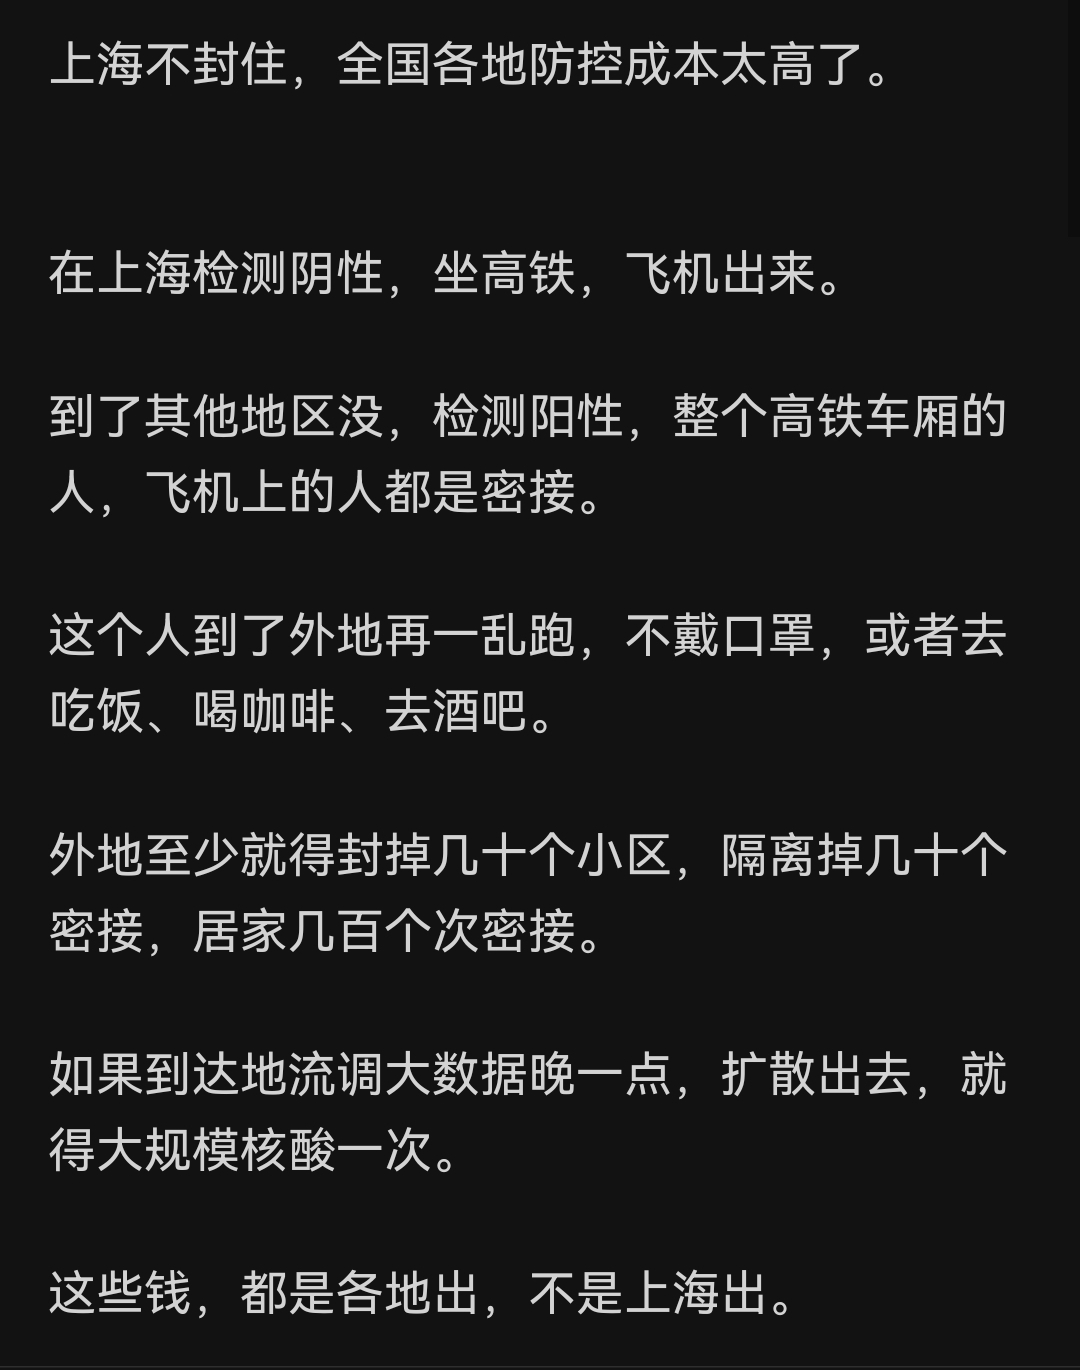 上海不封住，全国各地防控成本太高了。
在上海检测阴性，坐高铁，飞机出来。
到了其他地区没，检测阳性，整个高铁车厢的
人，飞机上的人都是密接。
这个人到了外地再一乱跑，不戴口罩，或者去
吃饭、喝咖啡、去酒吧。
外地至少就得封掉几十个小区，隔离掉几十个
密接，居家几百个次密接。
如果到达地流调大数据晚一点，扩散出去，就
得大规模核酸一次。
这些钱，都是各地出，不是上海出。